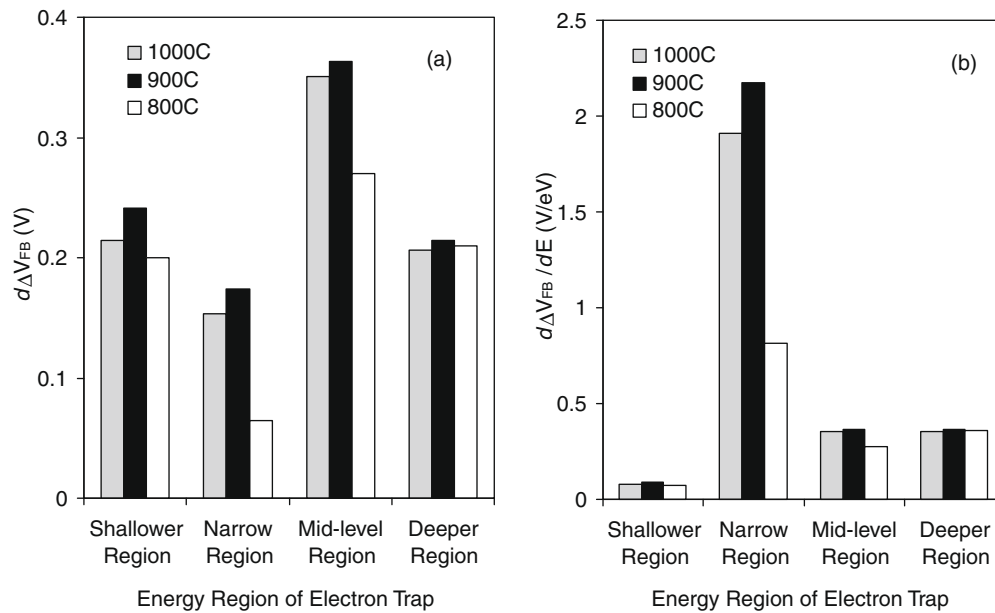 0.4
0.3
0.2
0.1
0
dΔVFB (V)
1000C
900C
800C
(a)
Shallower Region
Narrow Region
Mid-level Region
Deeper Region
Energy Region of Electron Trap
2.5
2
1.5
1
0.5
0
dΔVFB /dE (V/eV)
1000C
900C
800C
(b)
Shallower Region
Narrow Region
Mid-level Region
Deeper Region
Energy Region of Electron Trap